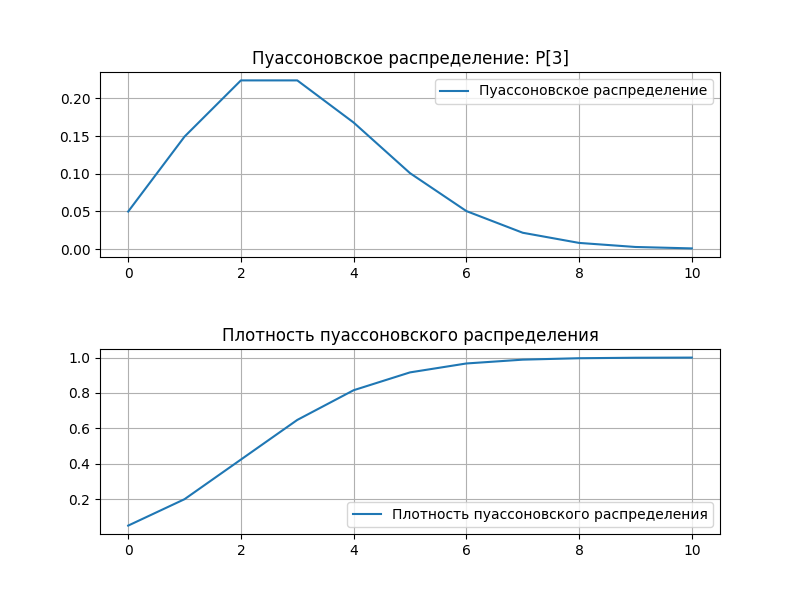 Пуассоновское распределение: P[3]
Пуассоновское распределение
0.20
0.15
0.10
0.05
0.00
0 2 4 6 8 10
Плотность пуассоновского распределения
1.0
0.8
0.6
0.4
0.2
Плотность пуассоновского распределения
0 2 4 6 8 10